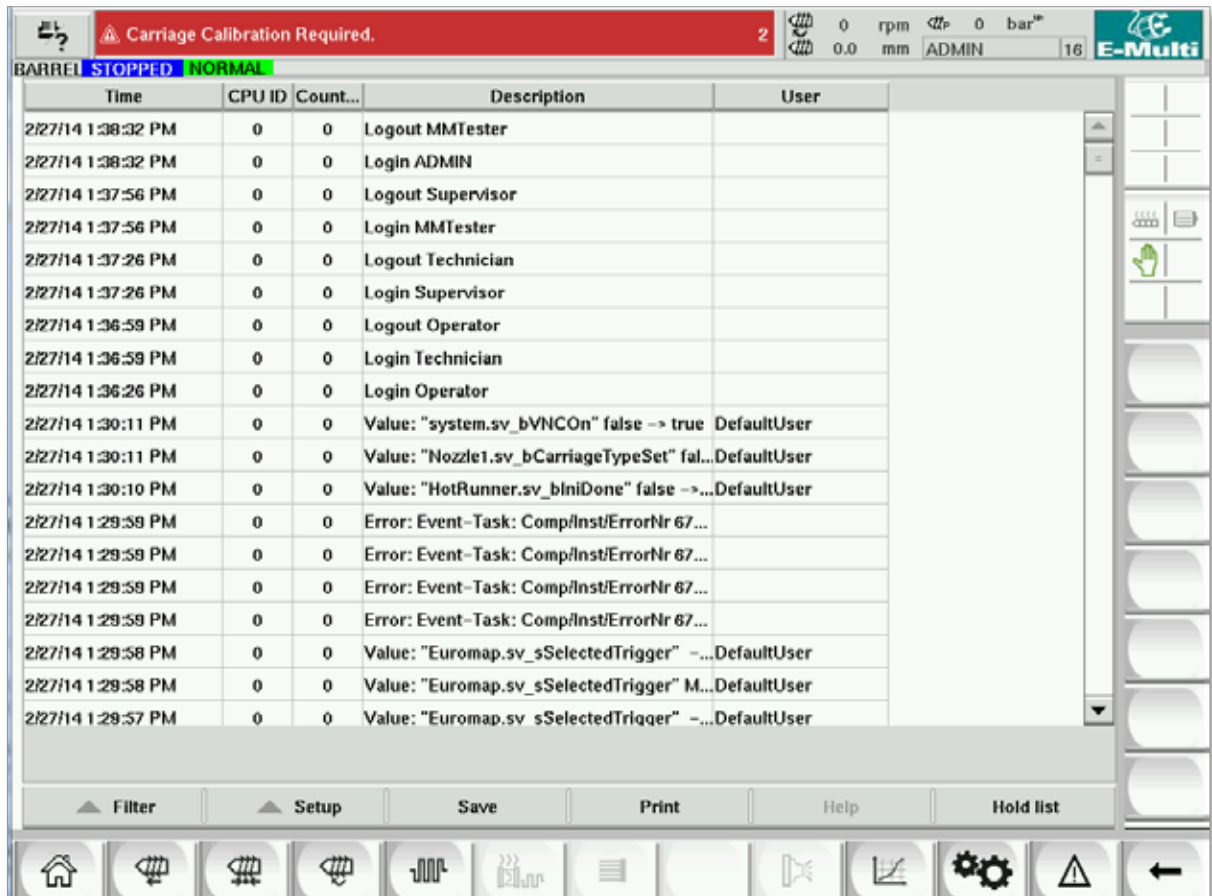 Carriage Calibration Required. 2
0 rpm P 0 bar
0.0 mm ADMIN 16
E-Multi
BARREL STOPPED NORMAL
Time CPU ID Count... Description User
2/27/14 1:38:32 PM 0 0 Logout MMTester
2/27/14 1:38:32 PM 0 0 Login ADMIN
2/27/14 1:37:56 PM 0 0 Logout Supervisor
2/27/14 1:37:56 PM 0 0 Login MMTester
2/27/14 1:37:26 PM 0 0 Logout Technician
2/27/14 1:37:26 PM 0 0 Login Supervisor
2/27/14 1:36:59 PM 0 0 Logout Operator
2/27/14 1:36:59 PM 0 0 Login Technician
2/27/14 1:36:26 PM 0 0 Login Operator
2/27/14 1:30:11 PM 0 0 Value: "system.sv_bVNCOn" false -> true DefaultUser
2/27/14 1:30:11 PM 0 0 Value: "Nozzle1.sv_bCarriageTypeSet" fal... DefaultUser
2/27/14 1:30:10 PM 0 0 Value: "HotRunner.sv_bIniDone" false ->... DefaultUser
2/27/14 1:29:59 PM 0 0 Error: Event-Task: Comp/Inst/ErrorNr 67...
2/27/14 1:29:59 PM 0 0 Error: Event-Task: Comp/Inst/ErrorNr 67...
2/27/14 1:29:59 PM 0 0 Error: Event-Task: Comp/Inst/ErrorNr 67...
2/27/14 1:29:59 PM 0 0 Error: Event-Task: Comp/Inst/ErrorNr 67...
2/27/14 1:29:58 PM 0 0 Value: "Euromap.sv_sSelectedTrigger" -... DefaultUser
2/27/14 1:29:58 PM 0 0 Value: "Euromap.sv_sSelectedTrigger" M... DefaultUser
2/27/14 1:29:57 PM 0 0 Value: "Euromap.sv_sSelectedTrigger" -... DefaultUser
Filter Setup Save Print Help Hold list